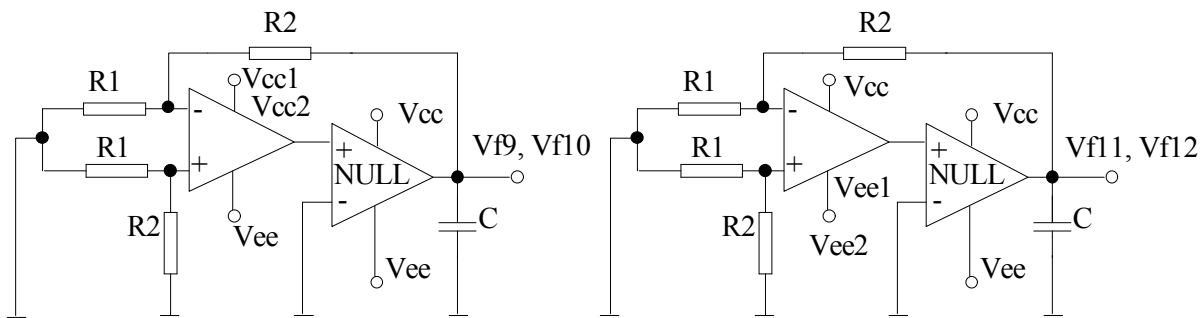 R2
R1
Vcc1
Vcc2
-
Vcc
R1
+
+
NULL
Vf9, Vf10
-
R2
Vee
C
Vee
R2
R1
Vcc
-
Vcc
R1
+
+
NULL
Vf11, Vf12
Vee1
-
R2
Vee2
C
Vee